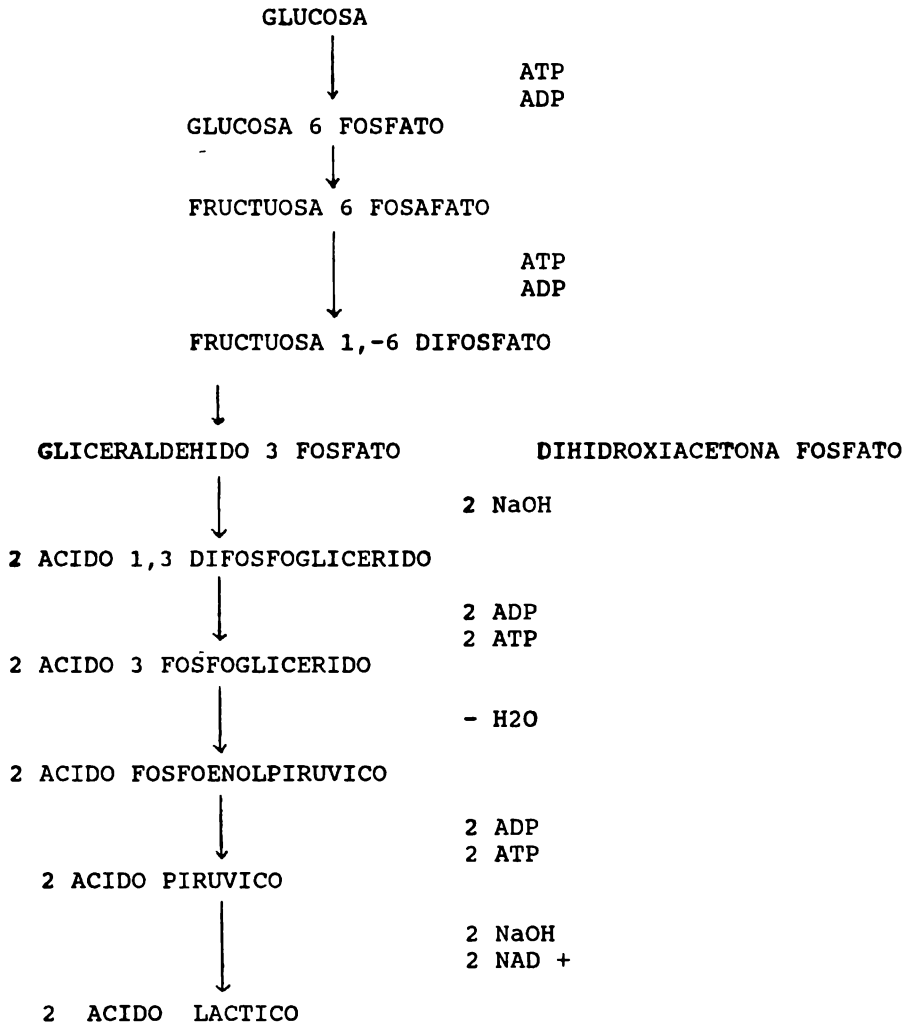 GLUCOSA
ATP
ADP
GLUCOSA 6 FOSFATO
FRUCTUOSA 6 FOSAFATO
ATP
ADP
FRUCTUOSA 1,-6 DIFOSFATO
GLICERALDEHIDO 3 FOSFATO DIHIDROXIACETONA FOSFATO
2 NaOH
2 ACIDO 1,3 DIFOSFOGLICERIDO
2 ADP
2 ATP
2 ACIDO 3 FOSFOGLICERIDO
- H2O
2 ACIDO FOSFOENOLPIRUVICO
2 ADP
2 ATP
2 ACIDO PIRUVICO
2 NaOH
2 NAD +
2 ACIDO LACTICO